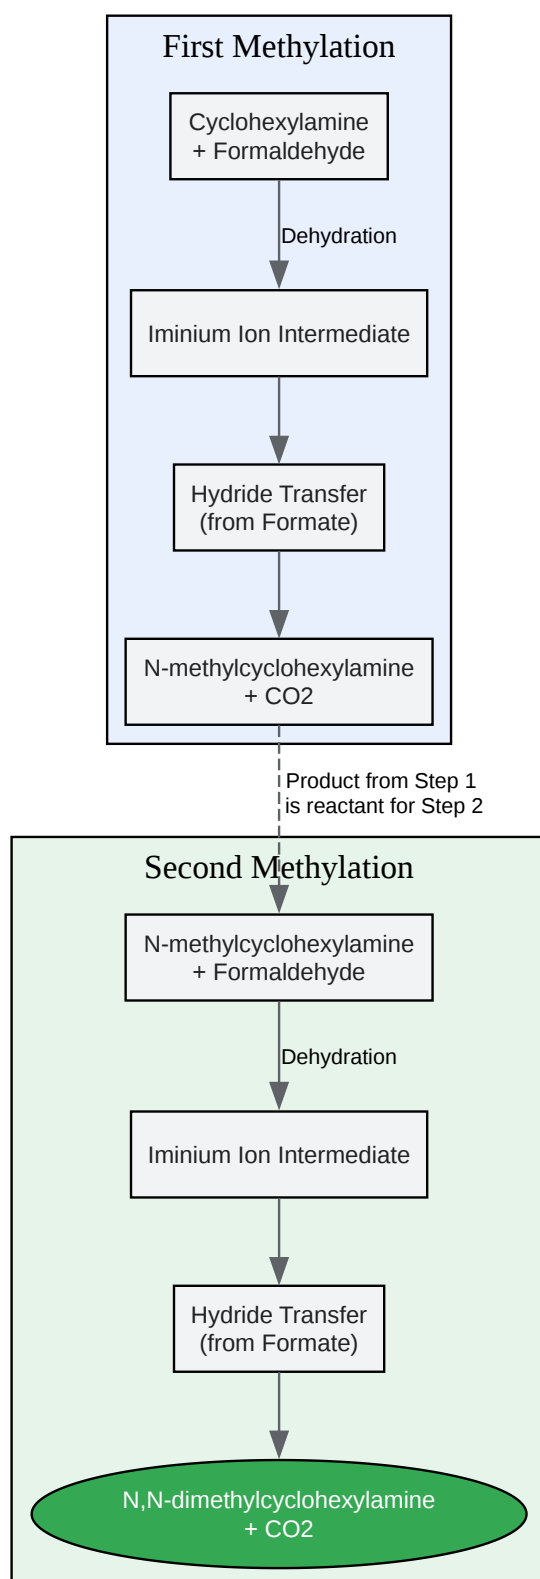 First Methylation
Cyclohexylamine
+ Formaldehyde
Dehydration
Iminium Ion Intermediate
Hydride Transfer
(from Formate)
N-methylcyclohexylamine
+ CO2
Product from Step 1
is reactant for Step 2
Second Methylation
N-methylcyclohexylamine
+ Formaldehyde
Dehydration
Iminium Ion Intermediate
Hydride Transfer
(from Formate)
N,N-dimethylcyclohexylamine
+ CO2